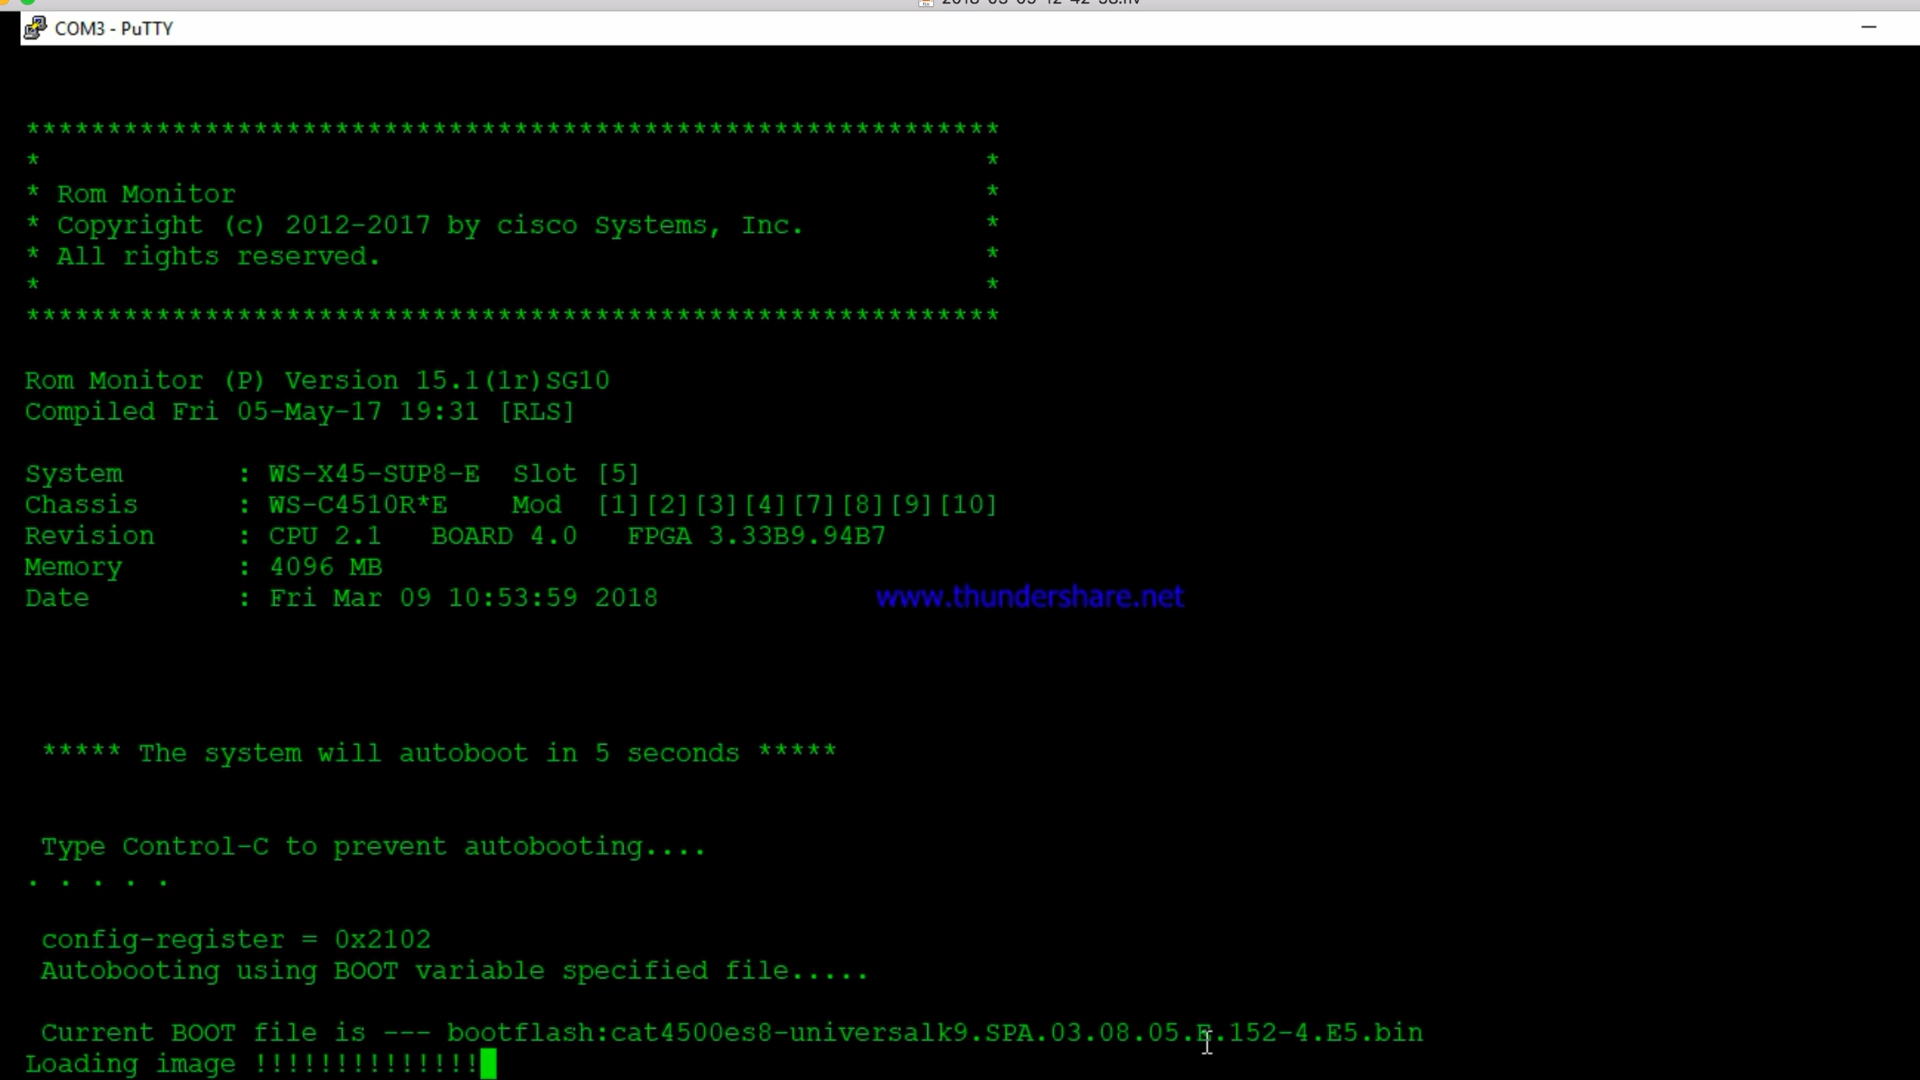 COM3 - PuTTY
************************************************************
* *
* Rom Monitor *
* Copyright (c) 2012-2017 by cisco Systems, Inc. *
* All rights reserved. *
* *
************************************************************
Rom Monitor (P) Version 15.1(1r)SG10
Compiled Fri 05-May-17 19:31 [RLS]
System : WS-X45-SUP8-E Slot [5]
Chassis : WS-C4510R*E Mod [1][2][3][4][7][8][9][10]
Revision : CPU 2.1 BOARD 4.0 FPGA 3.33B9.94B7
Memory : 4096 MB
Date : Fri Mar 09 10:53:59 2018
www.thundershare.net
***** The system will autoboot in 5 seconds *****
Type Control-C to prevent autobooting....
. . . . .
config-register = 0x2102
Autobooting using BOOT variable specified file.....
Current BOOT file is --- bootflash:cat4500es8-universalk9.SPA.03.08.05.E.152-4.E5.bin
Loading image !!!!!!!!!!!!!!